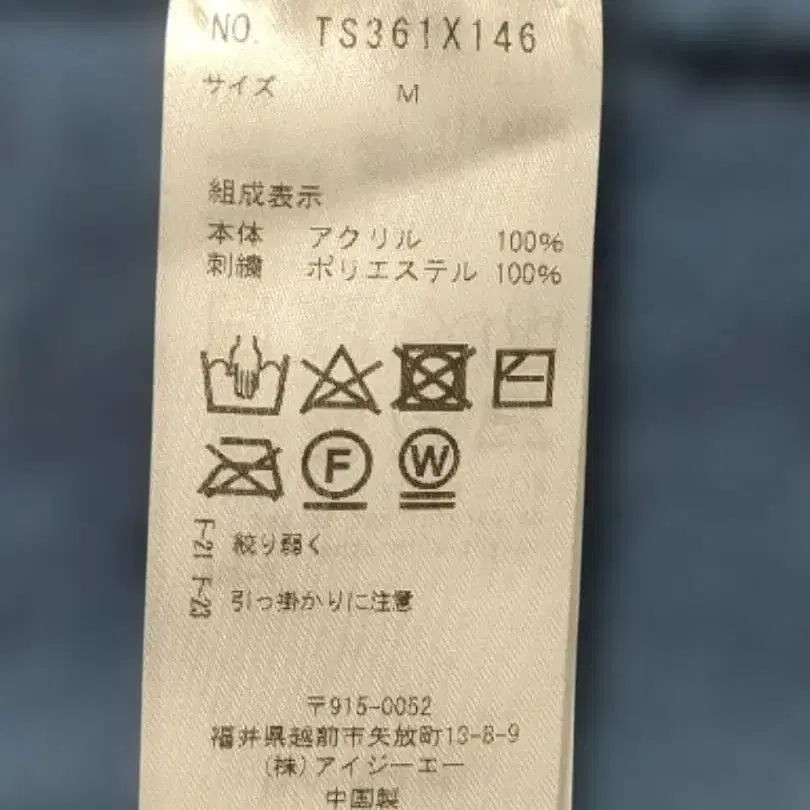 NO. TS361X146
サイズ M
組成表示
本体 アクリル 100%
刺繍 ポリエステル 100%
F W
F-21 絞り弱く
F-23 引っ掛かりに注意
〒915-0052
福井県越前市矢放町13-8-9
(株)アイジーエー
中国製